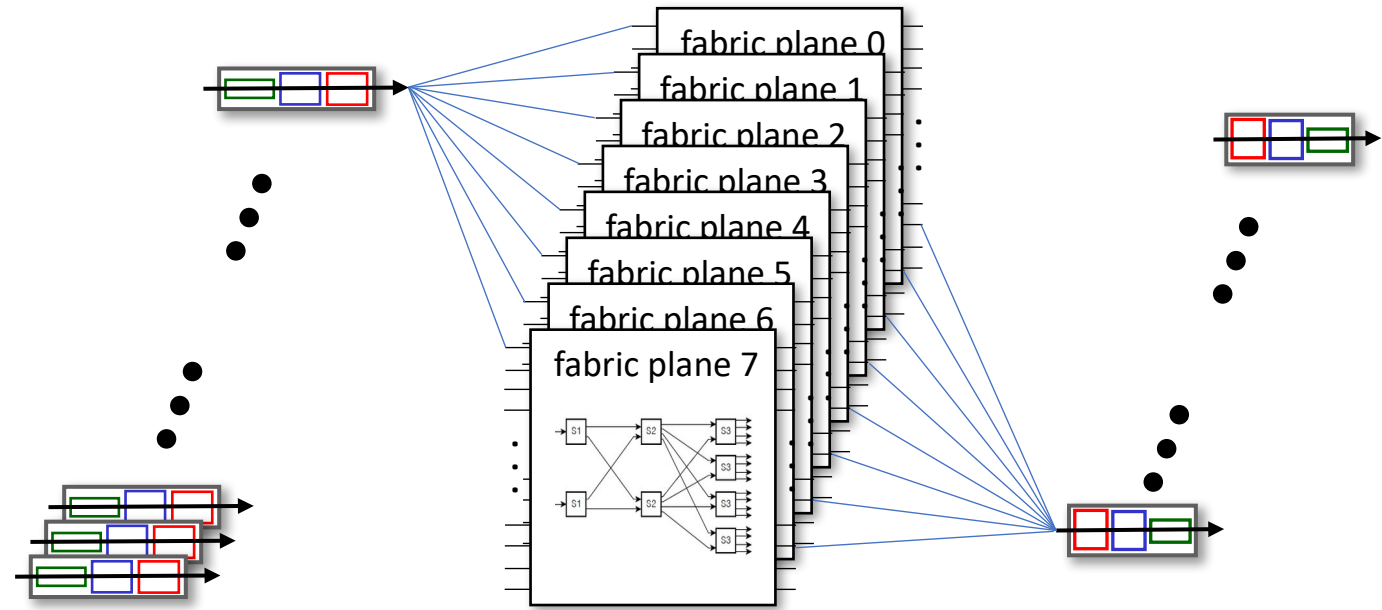 fabric plane 0
fabric plane 1
fabric plane 2
fabric plane 3
fabric plane 4
fabric plane 5
fabric plane 6
fabric plane 7
S1 S2 S3
S3
S1 S2 S3
S3